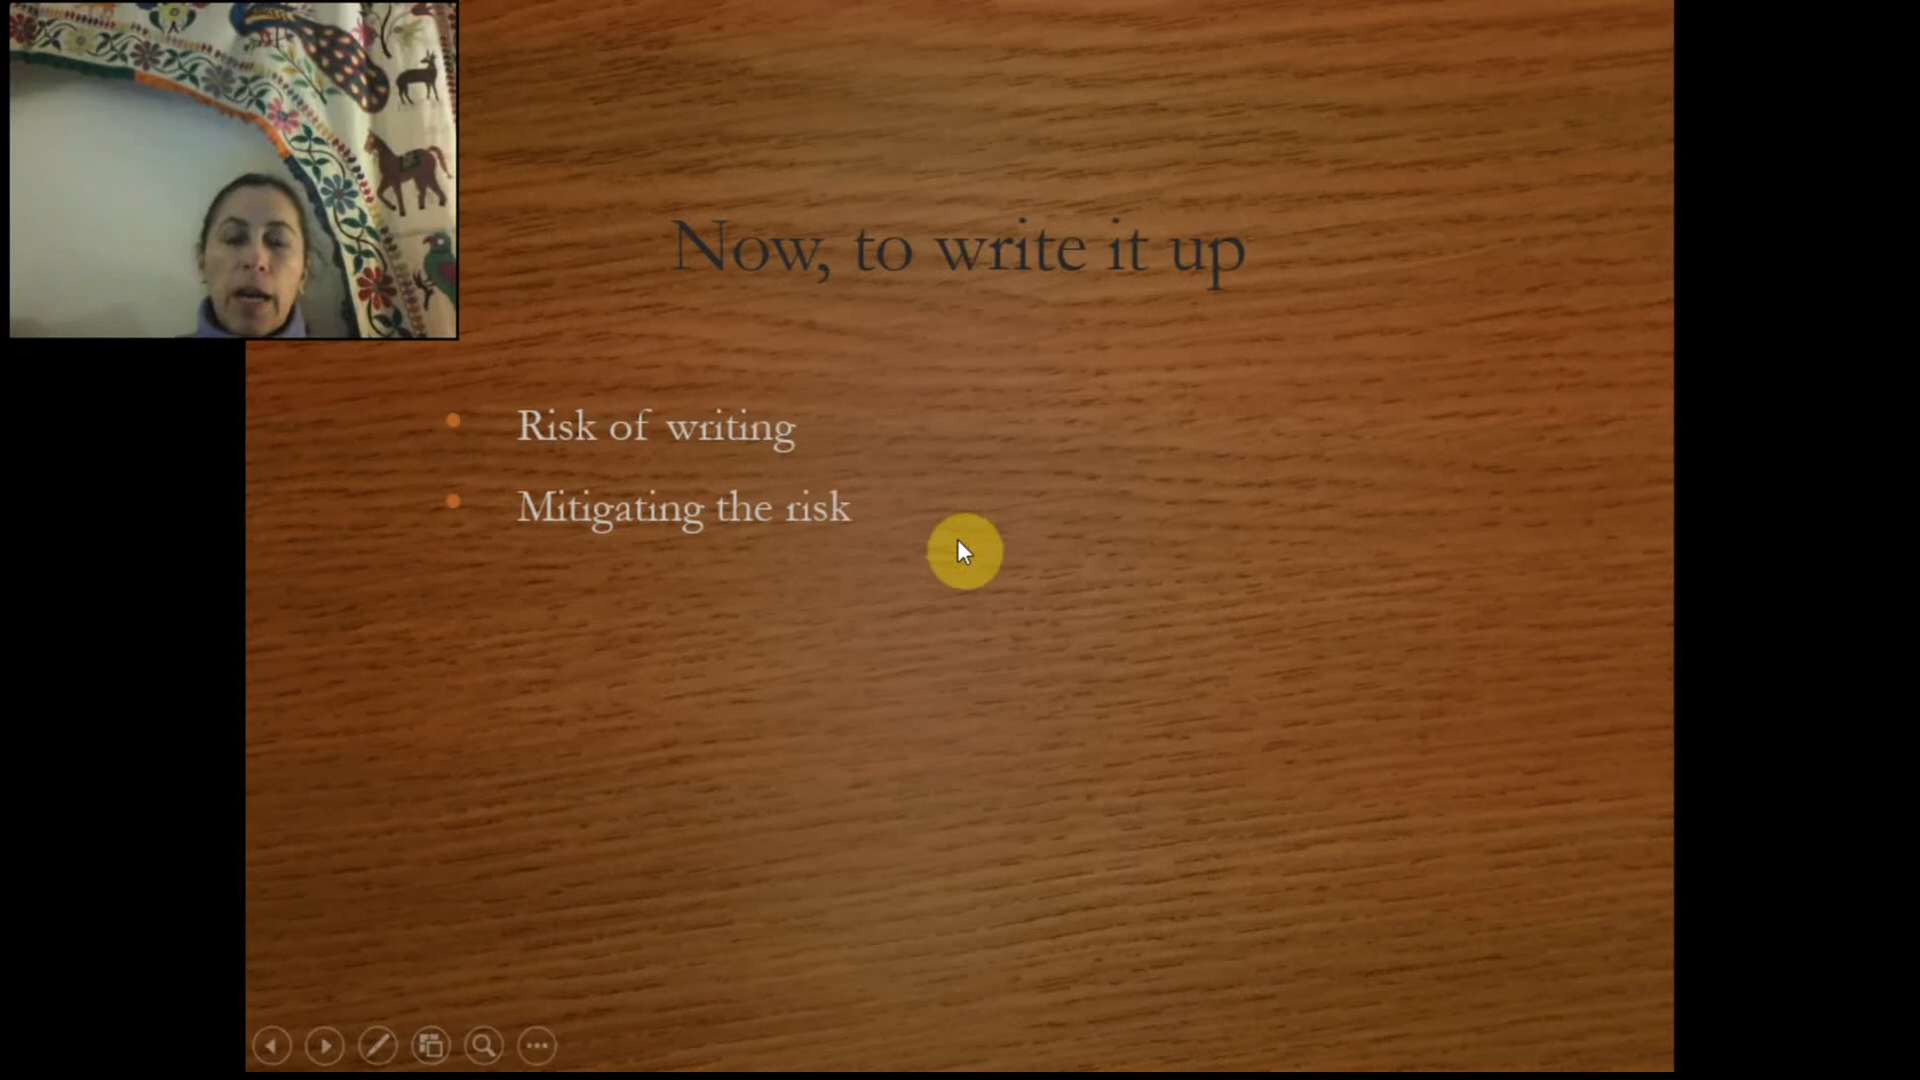 Now, to write it up
Risk of writing
Mitigating the risk